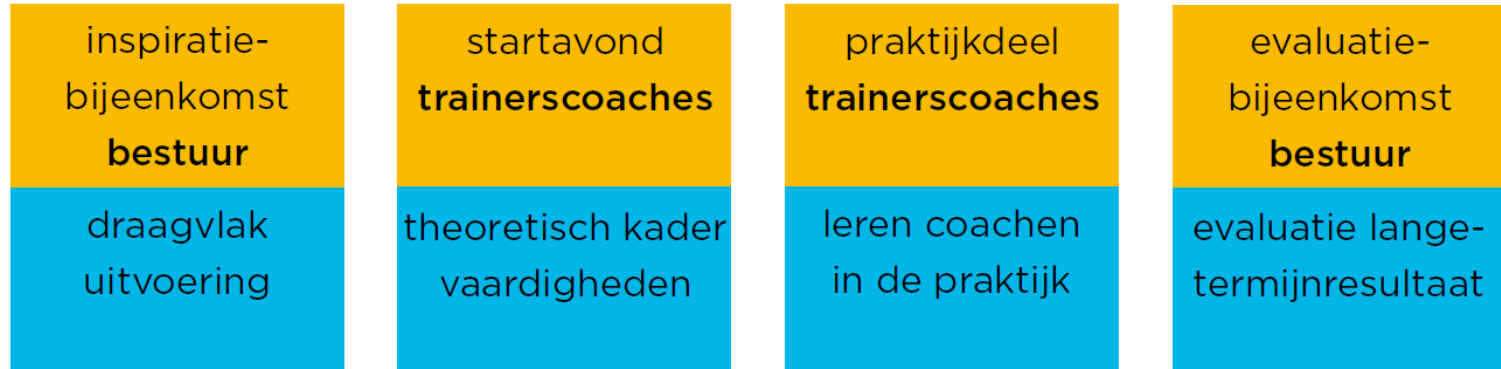 inspiratie-
bijeenkomst
bestuur
draagvlak
uitvoering
startavond
trainerscoaches
theoretisch kader
vaardigheden
praktijkdeel
trainerscoaches
leren coachen
in de praktijk
evaluatie-
bijeenkomst
bestuur
evaluatie lange-
termijnresultaat